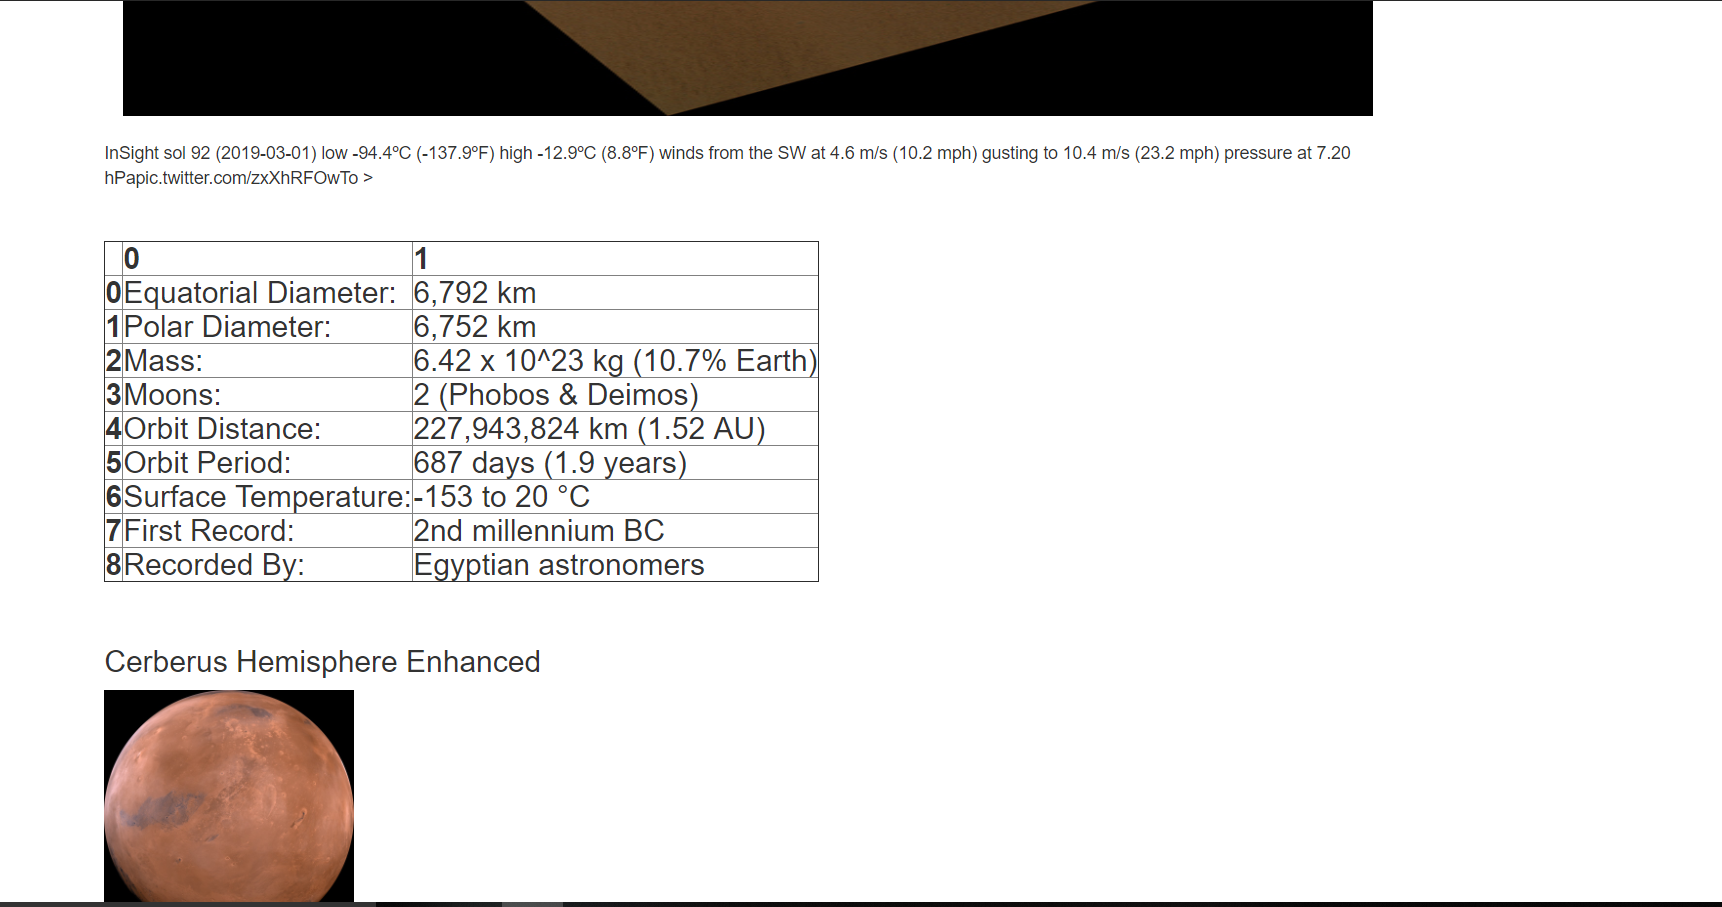 InSight sol 92 (2019-03-01) low -94.4ºC (-137.9ºF) high -12.9ºC (8.8ºF) winds from the SW at 4.6 m/s (10.2 mph) gusting to 10.4 m/s (23.2 mph) pressure at 7.20
hPapic.twitter.com/zxXhRFOwTo >
0 1
0 Equatorial Diameter: 6,792 km
1 Polar Diameter: 6,752 km
2 Mass: 6.42 x 10^23 kg (10.7% Earth)
3 Moons: 2 (Phobos & Deimos)
4 Orbit Distance: 227,943,824 km (1.52 AU)
5 Orbit Period: 687 days (1.9 years)
6 Surface Temperature: -153 to 20 °C
7 First Record: 2nd millennium BC
8 Recorded By: Egyptian astronomers
Cerberus Hemisphere Enhanced